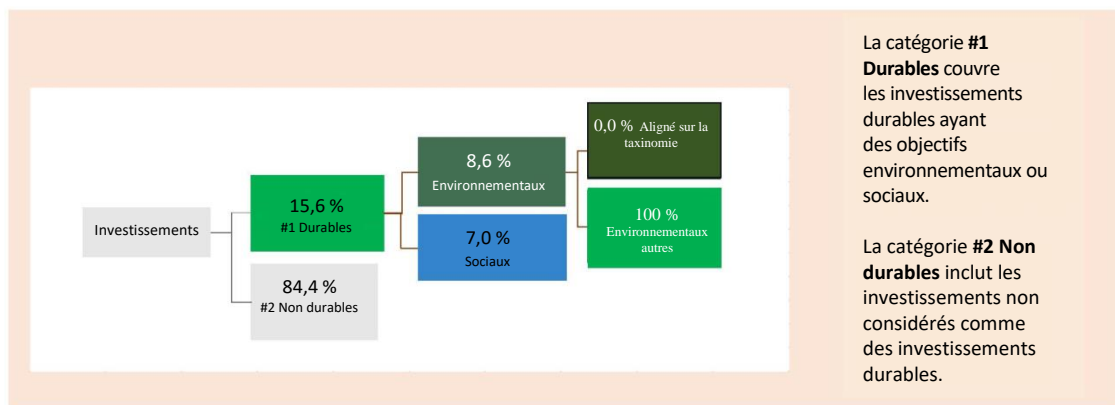 Investissements
15,6 %
#1 Durables
84,4 %
#2 Non durables
8,6 %
Environnementaux
7,0 %
Sociaux
0,0 % Aligné sur la
taxinomie
100 %
Environnementaux
autres
La catégorie #1
Durables couvre
les investissements
durables ayant
des objectifs
environnementaux ou
sociaux.
La catégorie #2 Non
durables inclut les
investissements non
considérés comme
des investissements
durables.